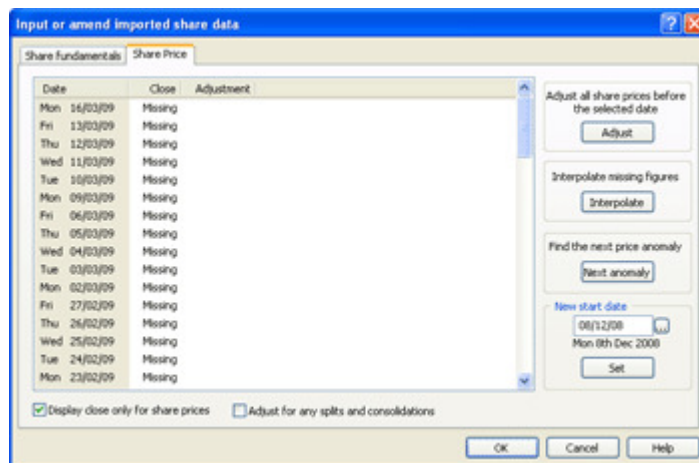 Input or amend imported share data
Share fundamentals Share Price
Date Close Adjustment
Mon 16/03/09 Missing
Fri 13/03/09 Missing
Thu 12/03/09 Missing
Wed 11/03/09 Missing
Tue 10/03/09 Missing
Mon 09/03/09 Missing
Fri 06/03/09 Missing
Thu 05/03/09 Missing
Wed 04/03/09 Missing
Tue 03/03/09 Missing
Mon 02/03/09 Missing
Fri 27/02/09 Missing
Thu 26/02/09 Missing
Wed 25/02/09 Missing
Tue 24/02/09 Missing
Mon 23/02/09 Missing
Display close only for share prices Adjust for any splits and consolidations
Adjust all share prices before
the selected date
Adjust
Interpolate missing figures
Interpolate
Find the next price anomaly
Next anomaly
New start date
08/12/08 ...
Mon 8th Dec 2008
Set
OK Cancel Help